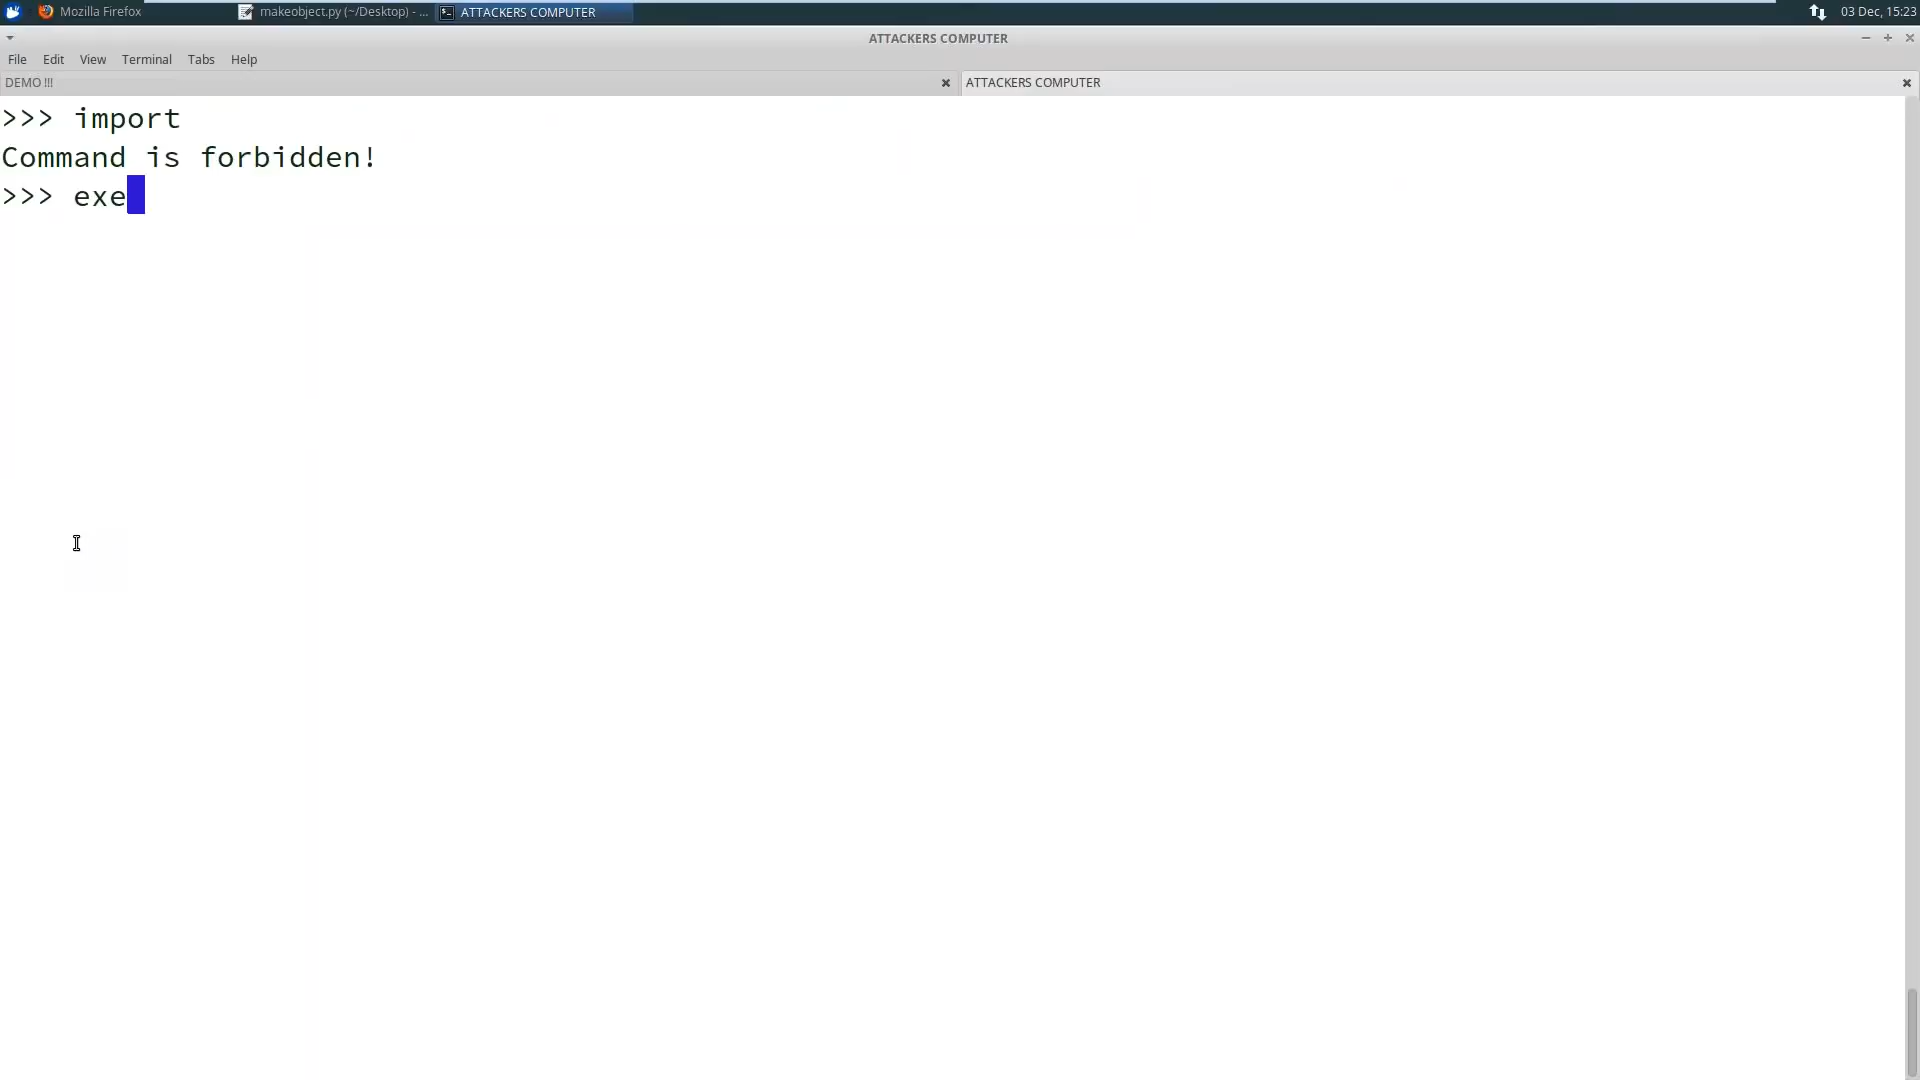 Mozilla Firefox
makeobject.py (~/Desktop) - ...
ATTACKERS COMPUTER
03 Dec, 15:23
ATTACKERS COMPUTER
File Edit View Terminal Tabs Help
DEMO !!!
ATTACKERS COMPUTER
>>> import
Command is forbidden!
>>> exe